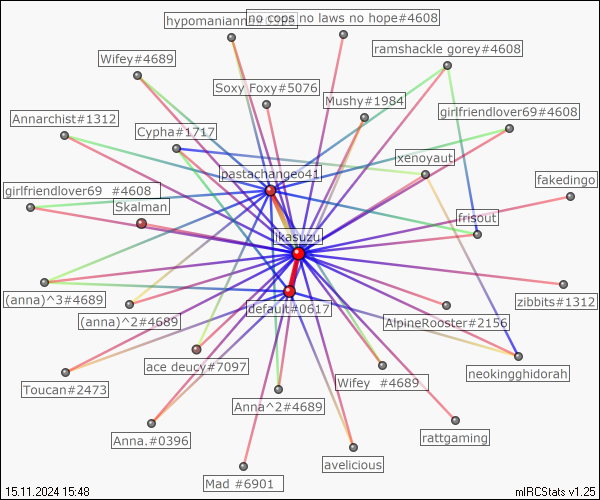 no cops no laws no hope#4608
ramshackle gorey#4608
Wifey#4689
Soxy Foxy#5076
Mushy#1984
girlfriendlover69#4608
Annarchist#1312
Cypha#1717
xenoyaut
pastachangeo41
fakedingo
girlfriendlover69 #4608
Skalman
frisout
ikasuzu
(anna)^3#4689
zibbits#1312
default#0617
(anna)^2#4689
AlpineRooster#2156
ace deucy#7097
neokingghidorah
Toucan#2473
Wifey #4689
Anna^2#4689
Anna.#0396
rattgaming
avelicious
Mad #6901
15.11.2024 15:48
mIRCStats v1.25